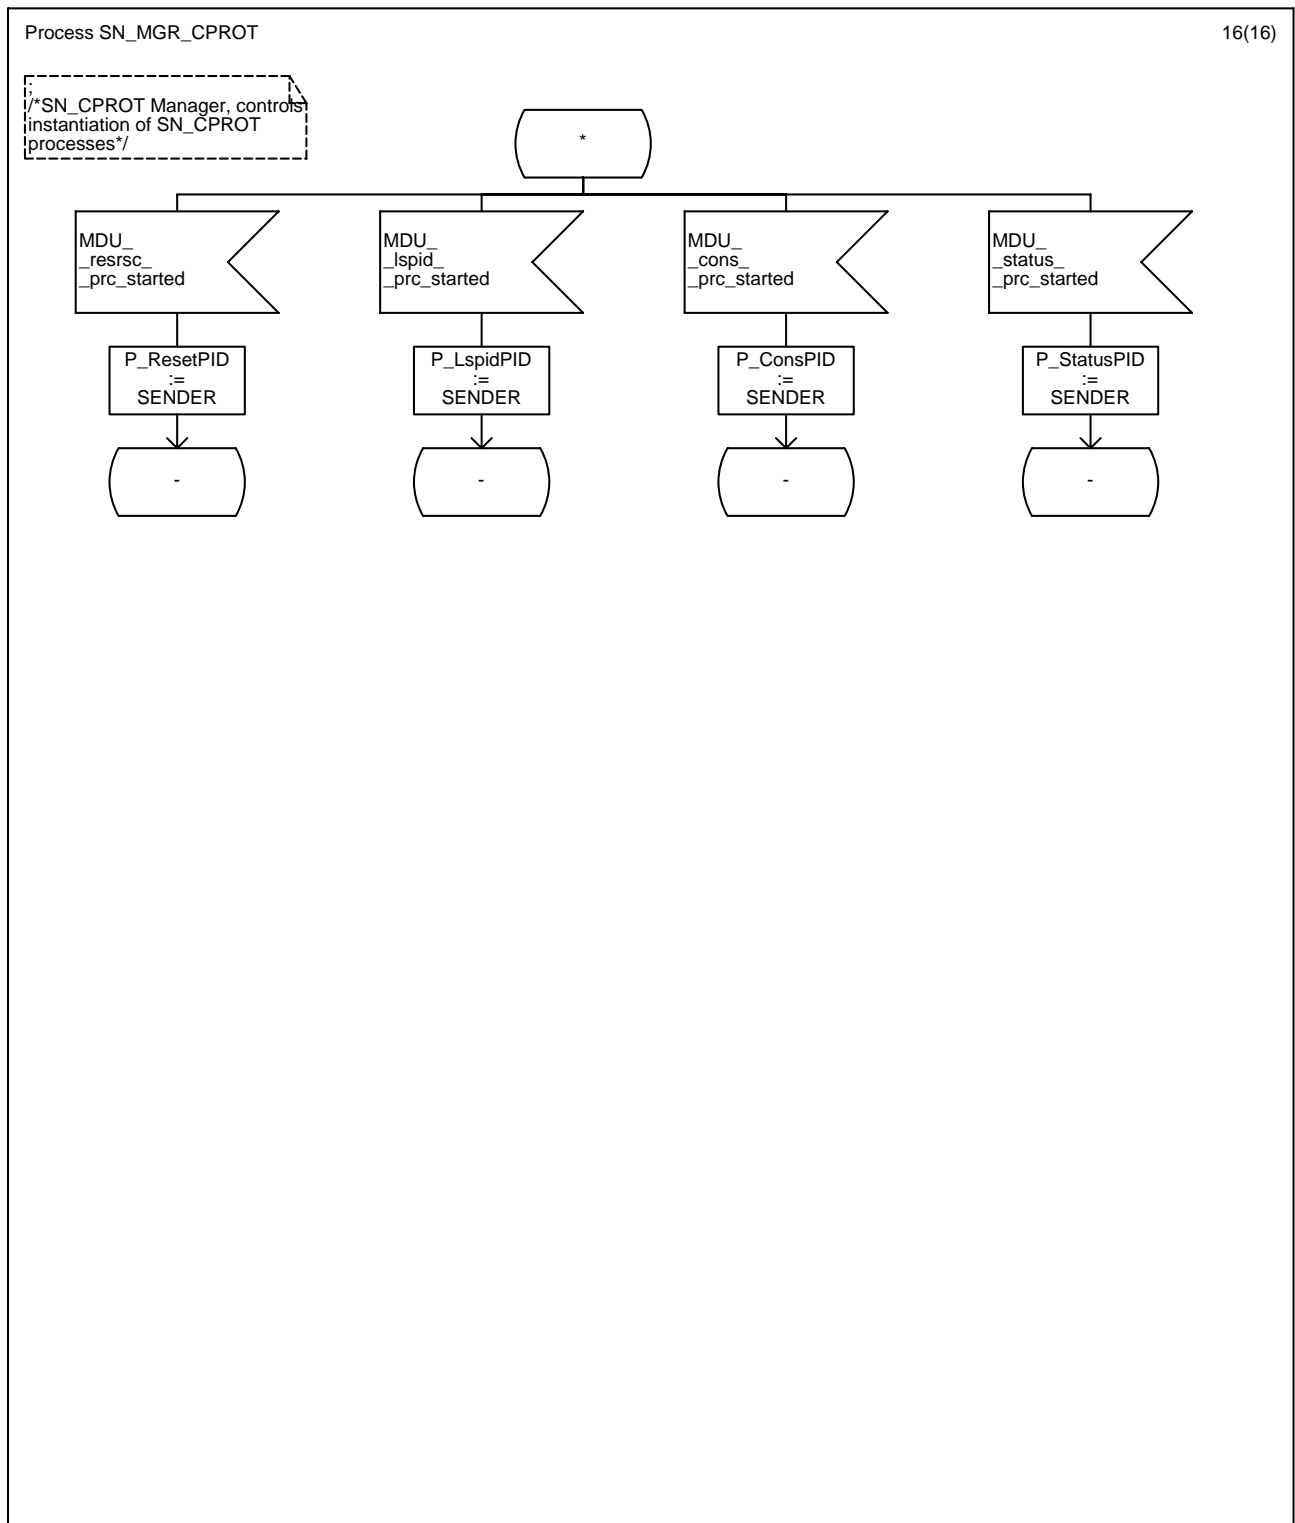 Process SN_MGR_CPROT
16(16)
;
/*SN_CPROT Manager, controls
instantiation of SN_CPROT
processes*/
*
MDU_
_resrsc_
_prc_started
MDU_
_lspid_
_prc_started
MDU_
_cons_
_prc_started
MDU_
_status_
_prc_started
P_ResetPID
:=
SENDER
P_LspidPID
:=
SENDER
P_ConsPID
:=
SENDER
P_StatusPID
:=
SENDER
-
-
-
-